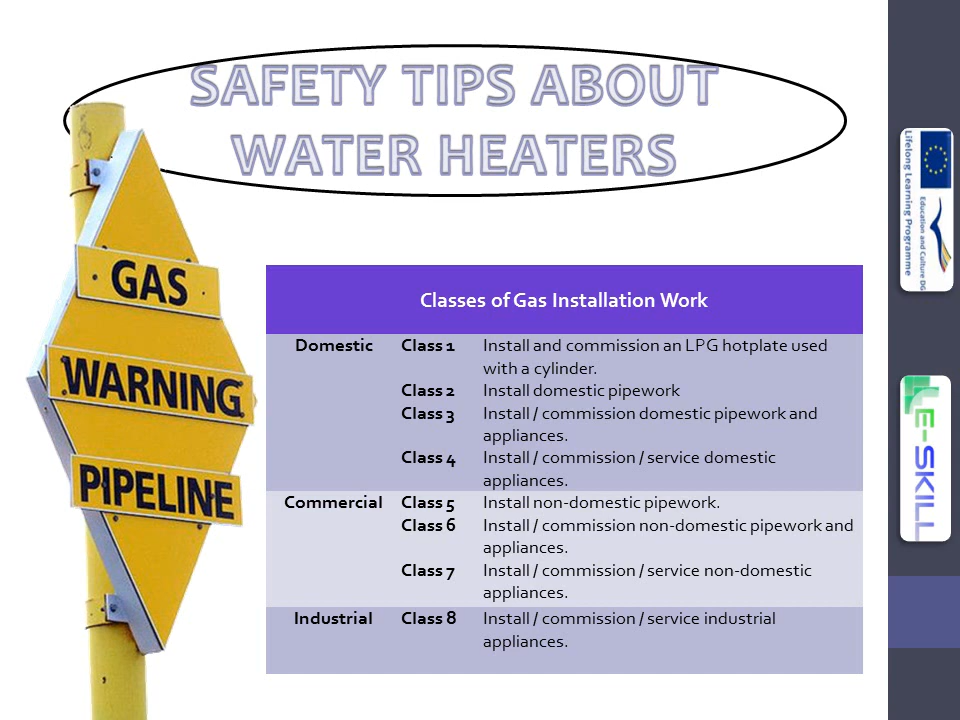 SAFETY TIPS ABOUT
WATER HEATERS
GAS
WARNING
PIPELINE
Classes of Gas Installation Work
Domestic Class 1 Install and commission an LPG hotplate used
with a cylinder.
Class 2 Install domestic pipework
Class 3 Install / commission domestic pipework and
appliances.
Class 4 Install / commission / service domestic
appliances.
Commercial Class 5 Install non-domestic pipework.
Class 6 Install / commission non-domestic pipework and
appliances.
Class 7 Install / commission / service non-domestic
appliances.
Industrial Class 8 Install / commission / service industrial
appliances.
Education and Culture DG
Lifelong Learning Programme
E-SKILL